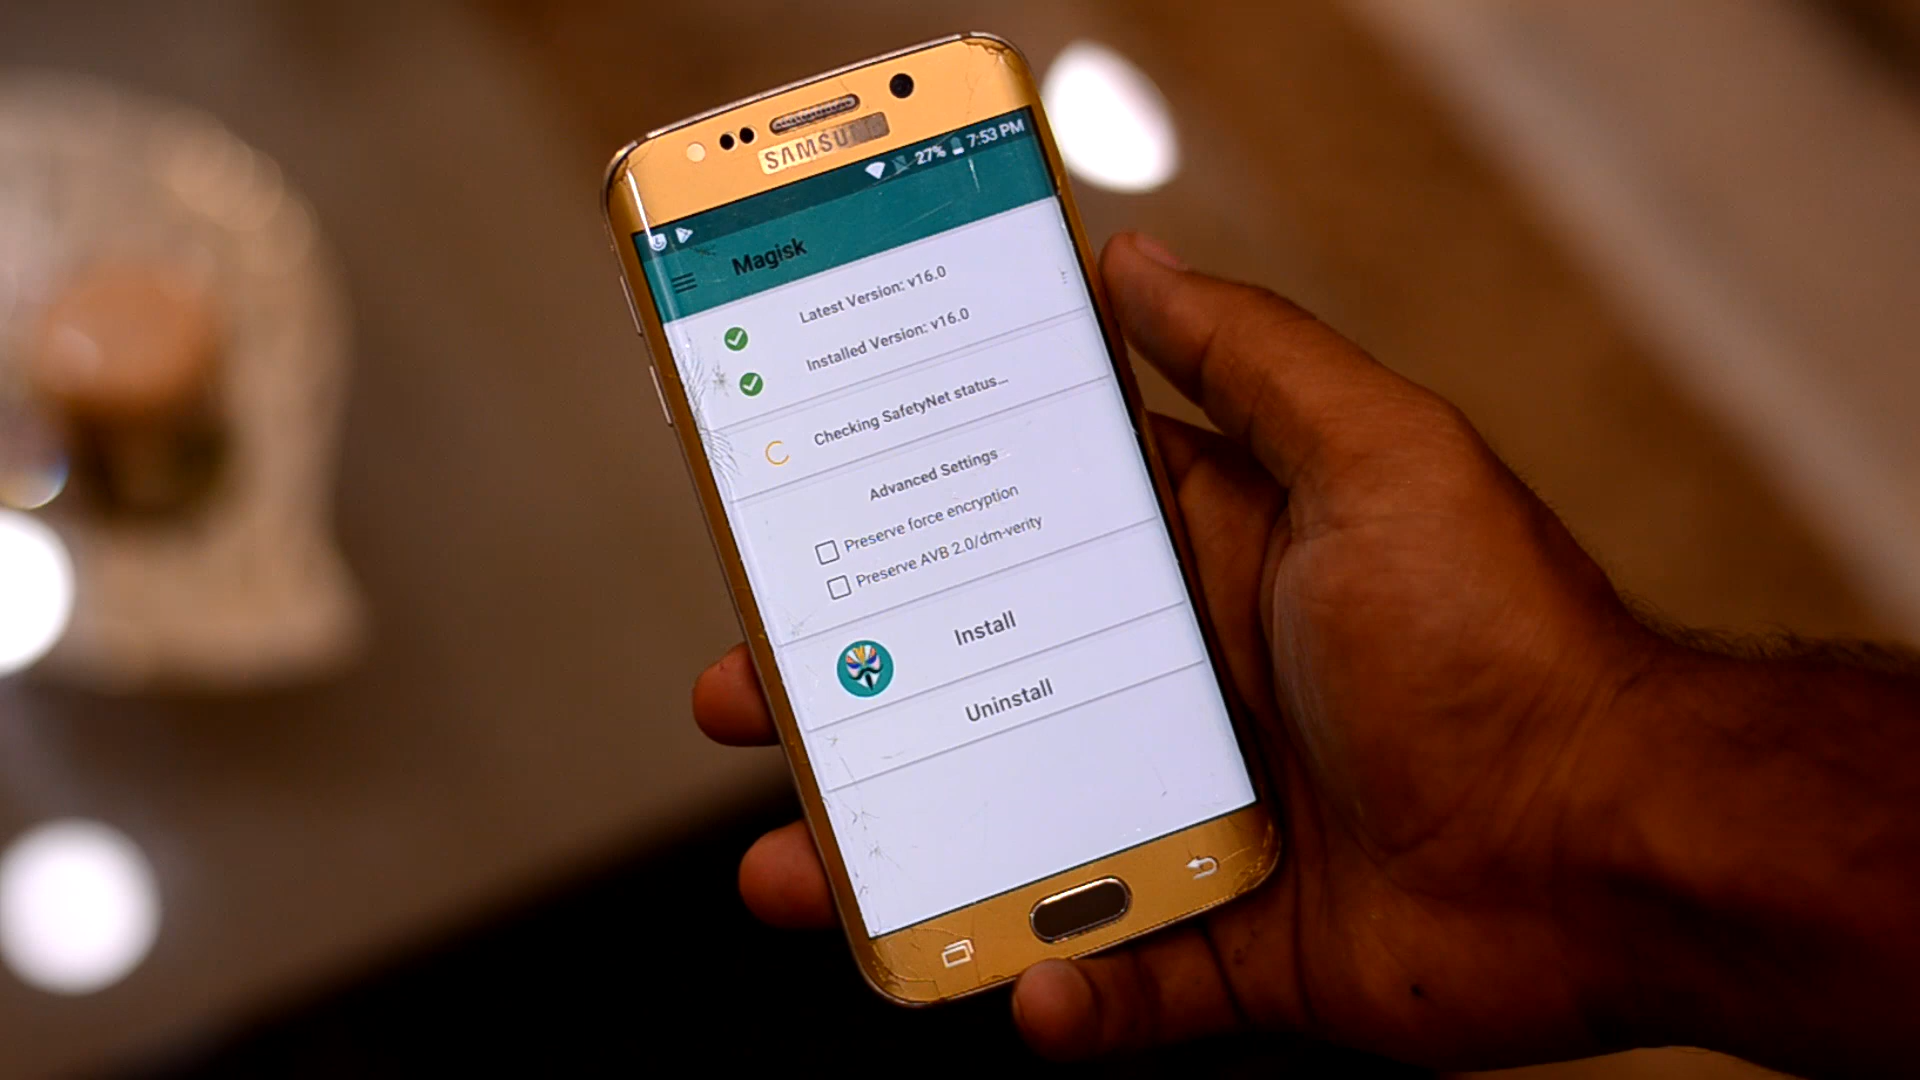 SAMSU
27% 7:53 PM
Magisk
Latest Version: v16.0
Installed Version: v16.0
Checking SafetyNet status...
Advanced Settings
Preserve force encryption
Preserve AVB 2.0/dm-verity
Install
Uninstall